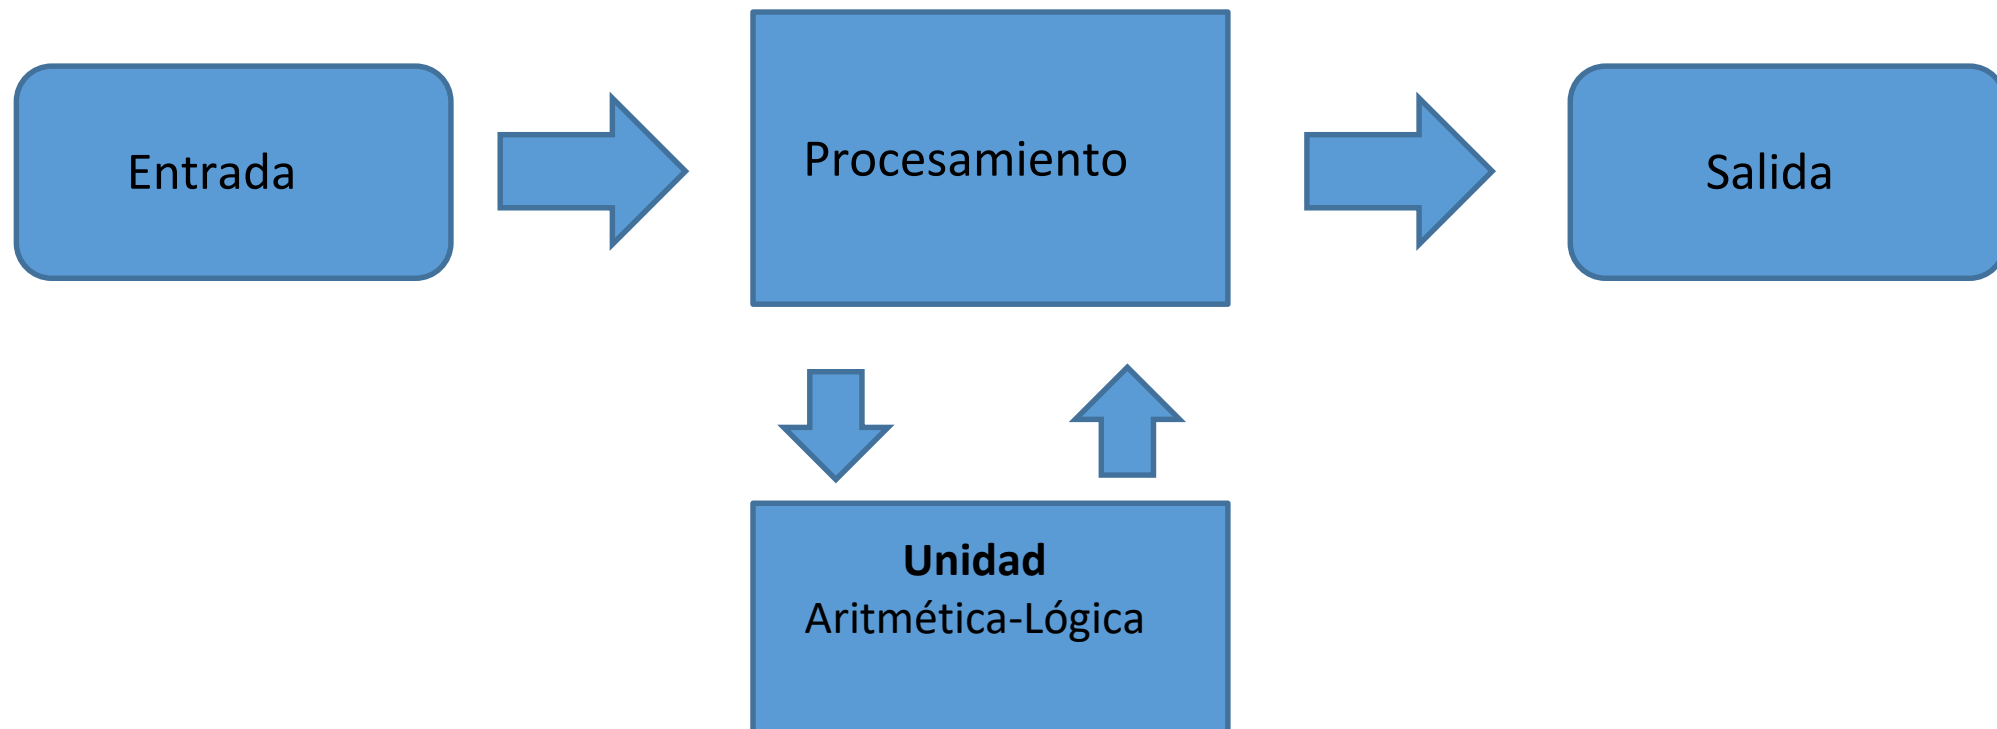 Entrada
Procesamiento
Salida
Unidad
Aritmética-Lógica